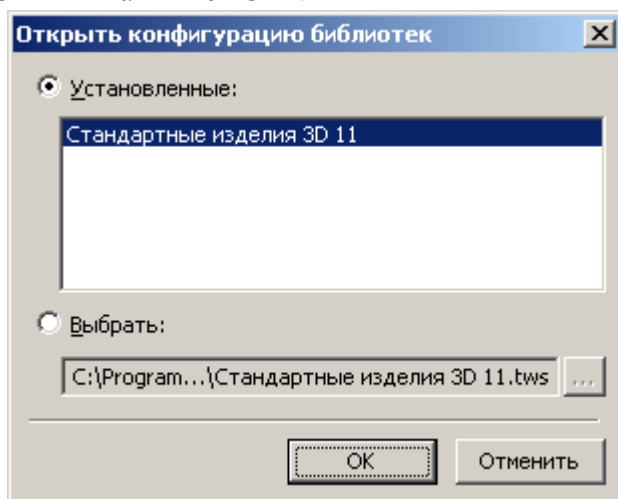 Открыть конфигурацию библиотек
Установленные:
Стандартные изделия 3D 11
Выбрать:
C:\Program...\Стандартные изделия 3D 11.tws ...
OK Отменить